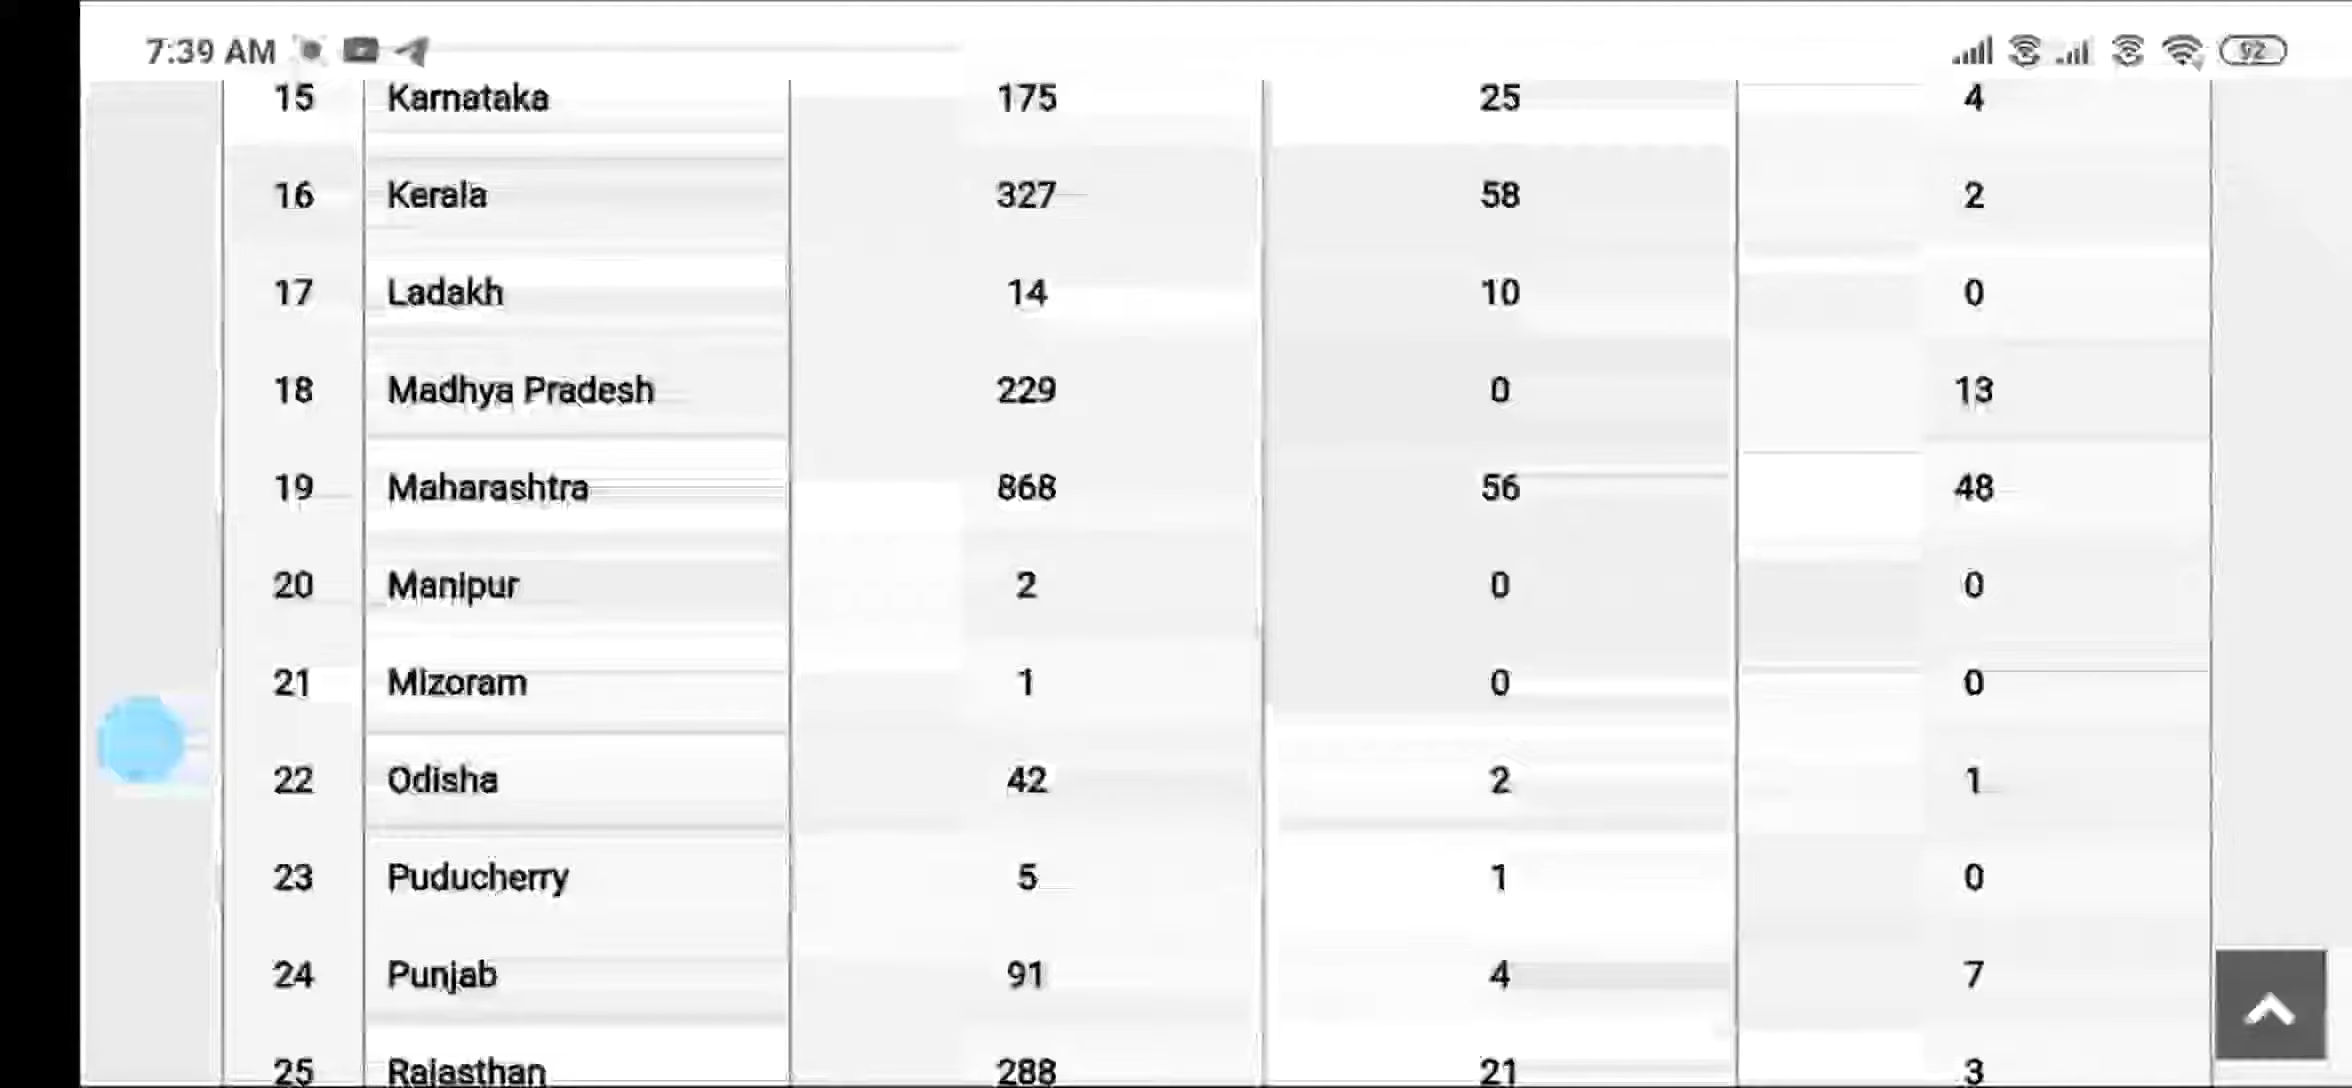 7:39 AM 92
15 Karnataka 175 25 4
16 Kerala 327 58 2
17 Ladakh 14 10 0
18 Madhya Pradesh 229 0 13
19 Maharashtra 868 56 48
20 Manipur 2 0 0
21 Mizoram 1 0 0
22 Odisha 42 2 1
23 Puducherry 5 1 0
24 Punjab 91 4 7
25 Rajasthan 288 21 3